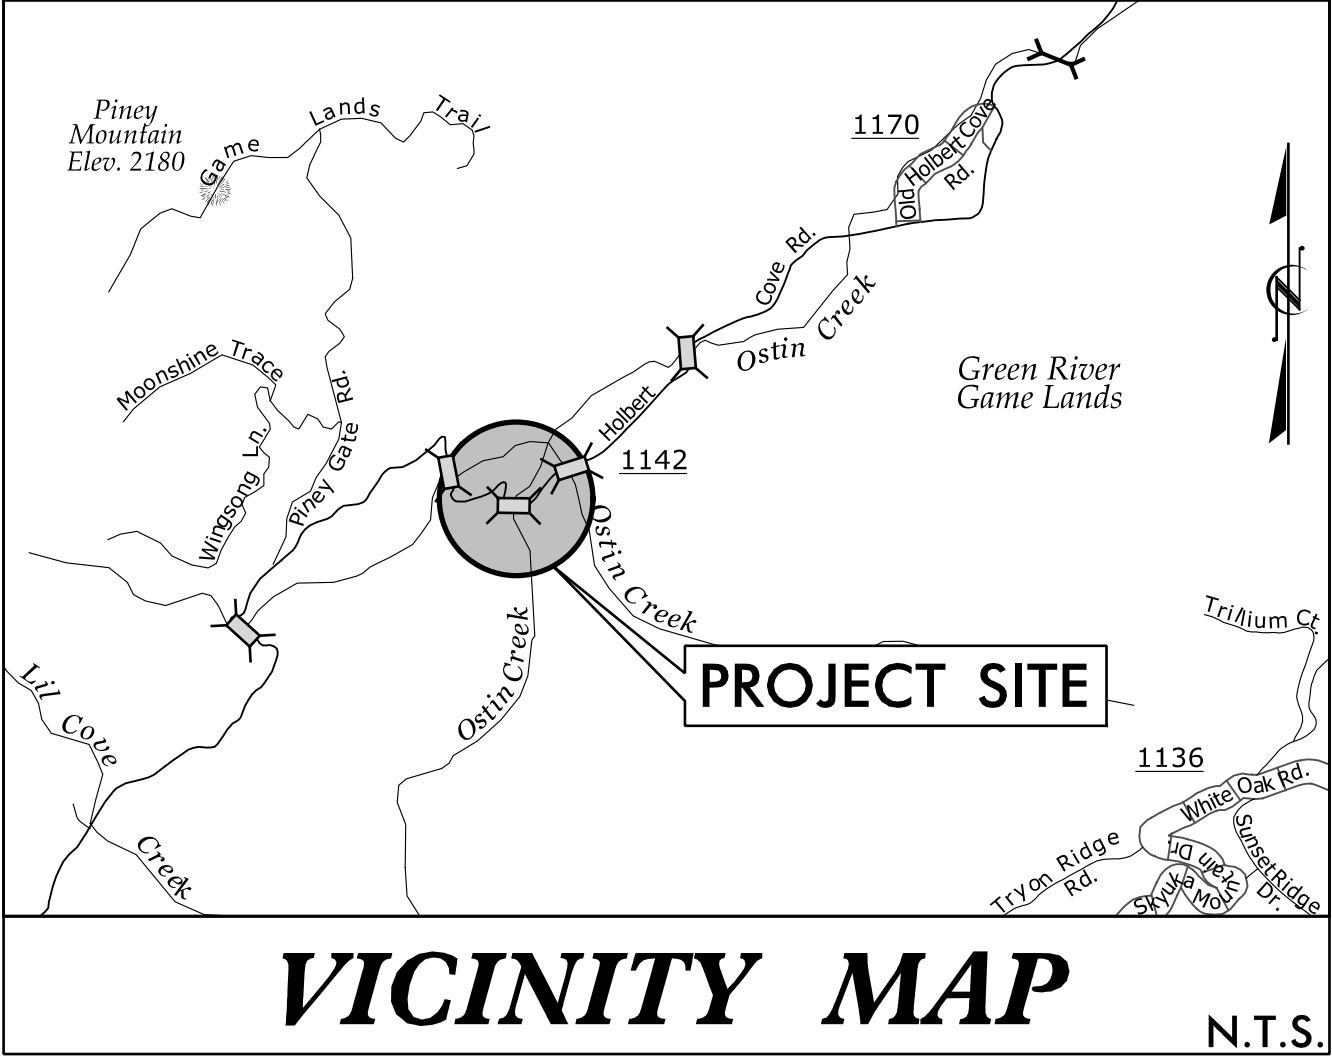 Piney
Mountain
Elev. 2180
Game Lands Trail
1170
Old Holbert Cove
Rd.
Holbert Cove Rd.
Ostin Creek
Moonshine Trace
Wingsong Ln.
Piney Gate Rd.
Green River
Game Lands
1142
N
Ostin Creek
Ostin Creek
Lil Cove Creek
PROJECT SITE
Trillium Ct.
1136
White Oak Rd.
Tryon Ridge
Rd.
Skyuka Mountain Dr.
Sunset Ridge
Dr.
VICINITY MAP
N.T.S.